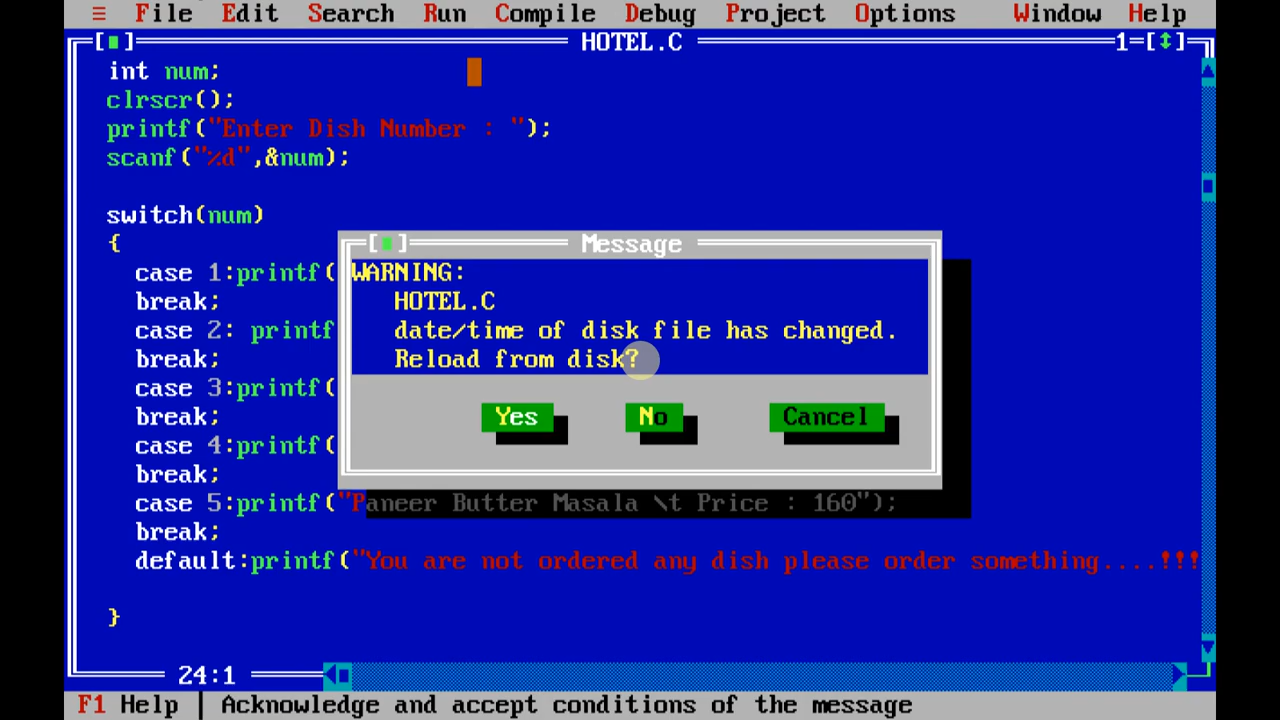 ≡ File Edit Search Run Compile Debug Project Options Window Help
[■] HOTEL.C 1=[↕]
int num;
clrscr();
printf("Enter Dish Number : ");
scanf("%d",&num);
switch(num)
{
case 1:printf(
break;
case 2: printf
break;
case 3:printf(
break;
case 4:printf(
break;
case 5:printf("Paneer Butter Masala \t Price : 160");
break;
default:printf("You are not ordered any dish please order something....!!!
}
[■] Message
WARNING:
HOTEL.C
date/time of disk file has changed.
Reload from disk?
Yes No Cancel
24:1
F1 Help │ Acknowledge and accept conditions of the message